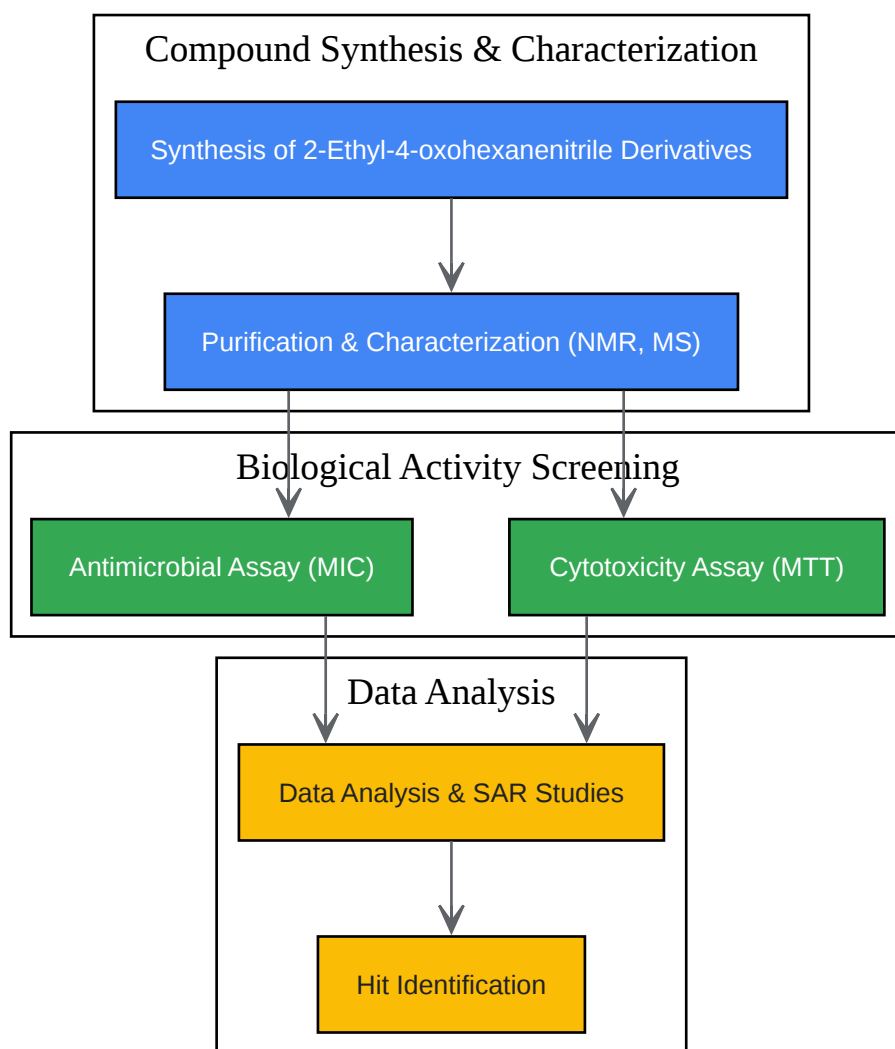 Compound Synthesis & Characterization
Synthesis of 2-Ethyl-4-oxohexanenitrile Derivatives
Purification & Characterization (NMR, MS)
Biological Activity Screening
Antimicrobial Assay (MIC)
Cytotoxicity Assay (MTT)
Data Analysis
Data Analysis & SAR Studies
Hit Identification